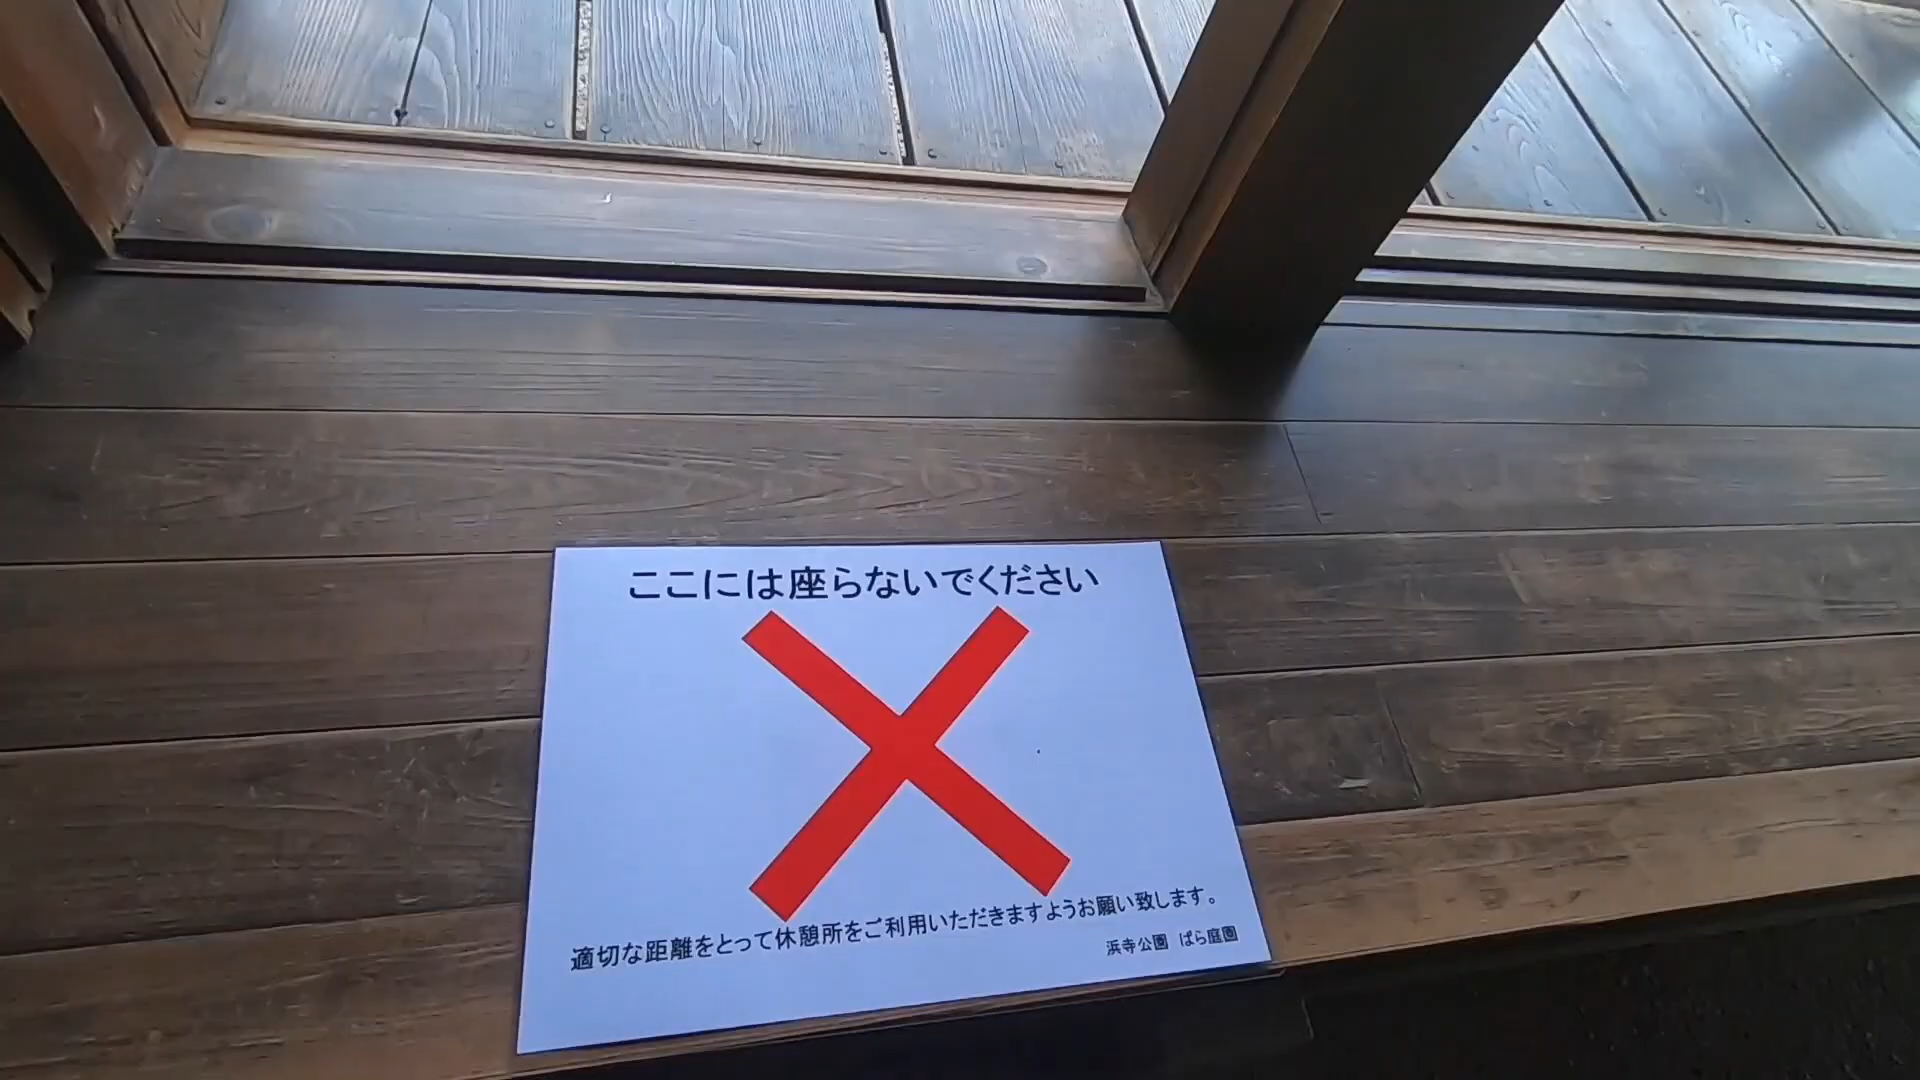 ここには座らないでください
適切な距離をとって休憩所をご利用いただきますようお願い致します。
浜寺公園 ばら庭園